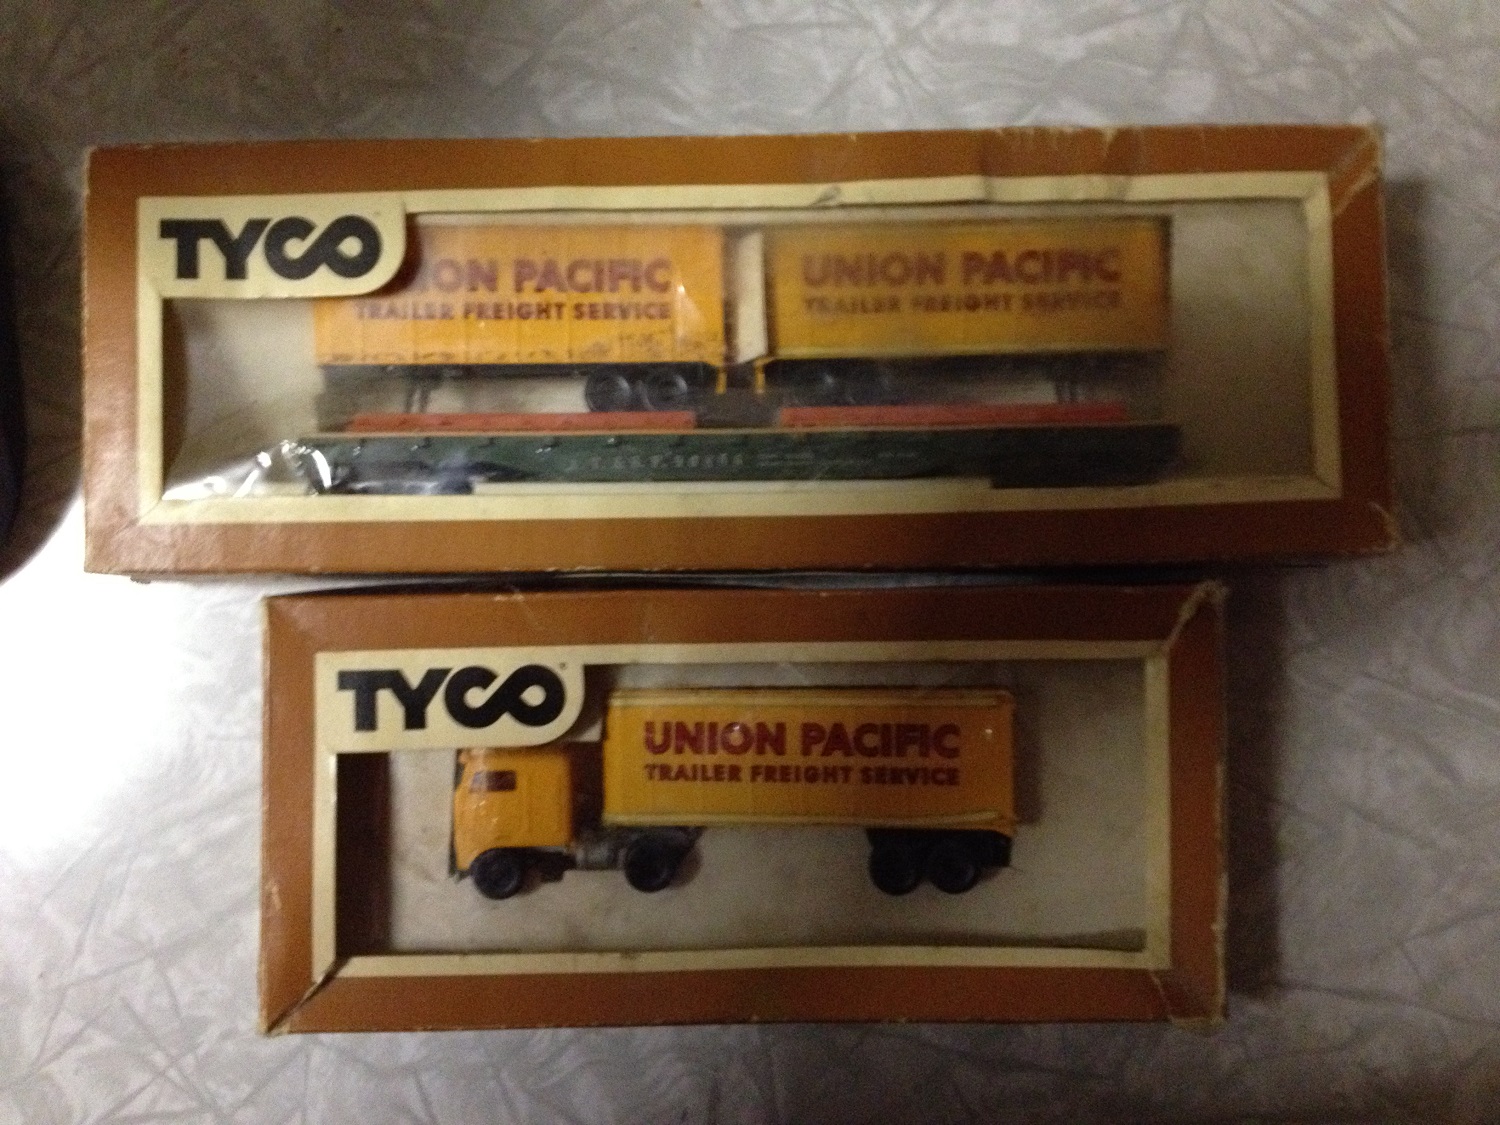 TYCO
UNION PACIFIC
TRAILER FREIGHT SERVICE
UNION PACIFIC
TRAILER FREIGHT SERVICE
TYCO
UNION PACIFIC
TRAILER FREIGHT SERVICE